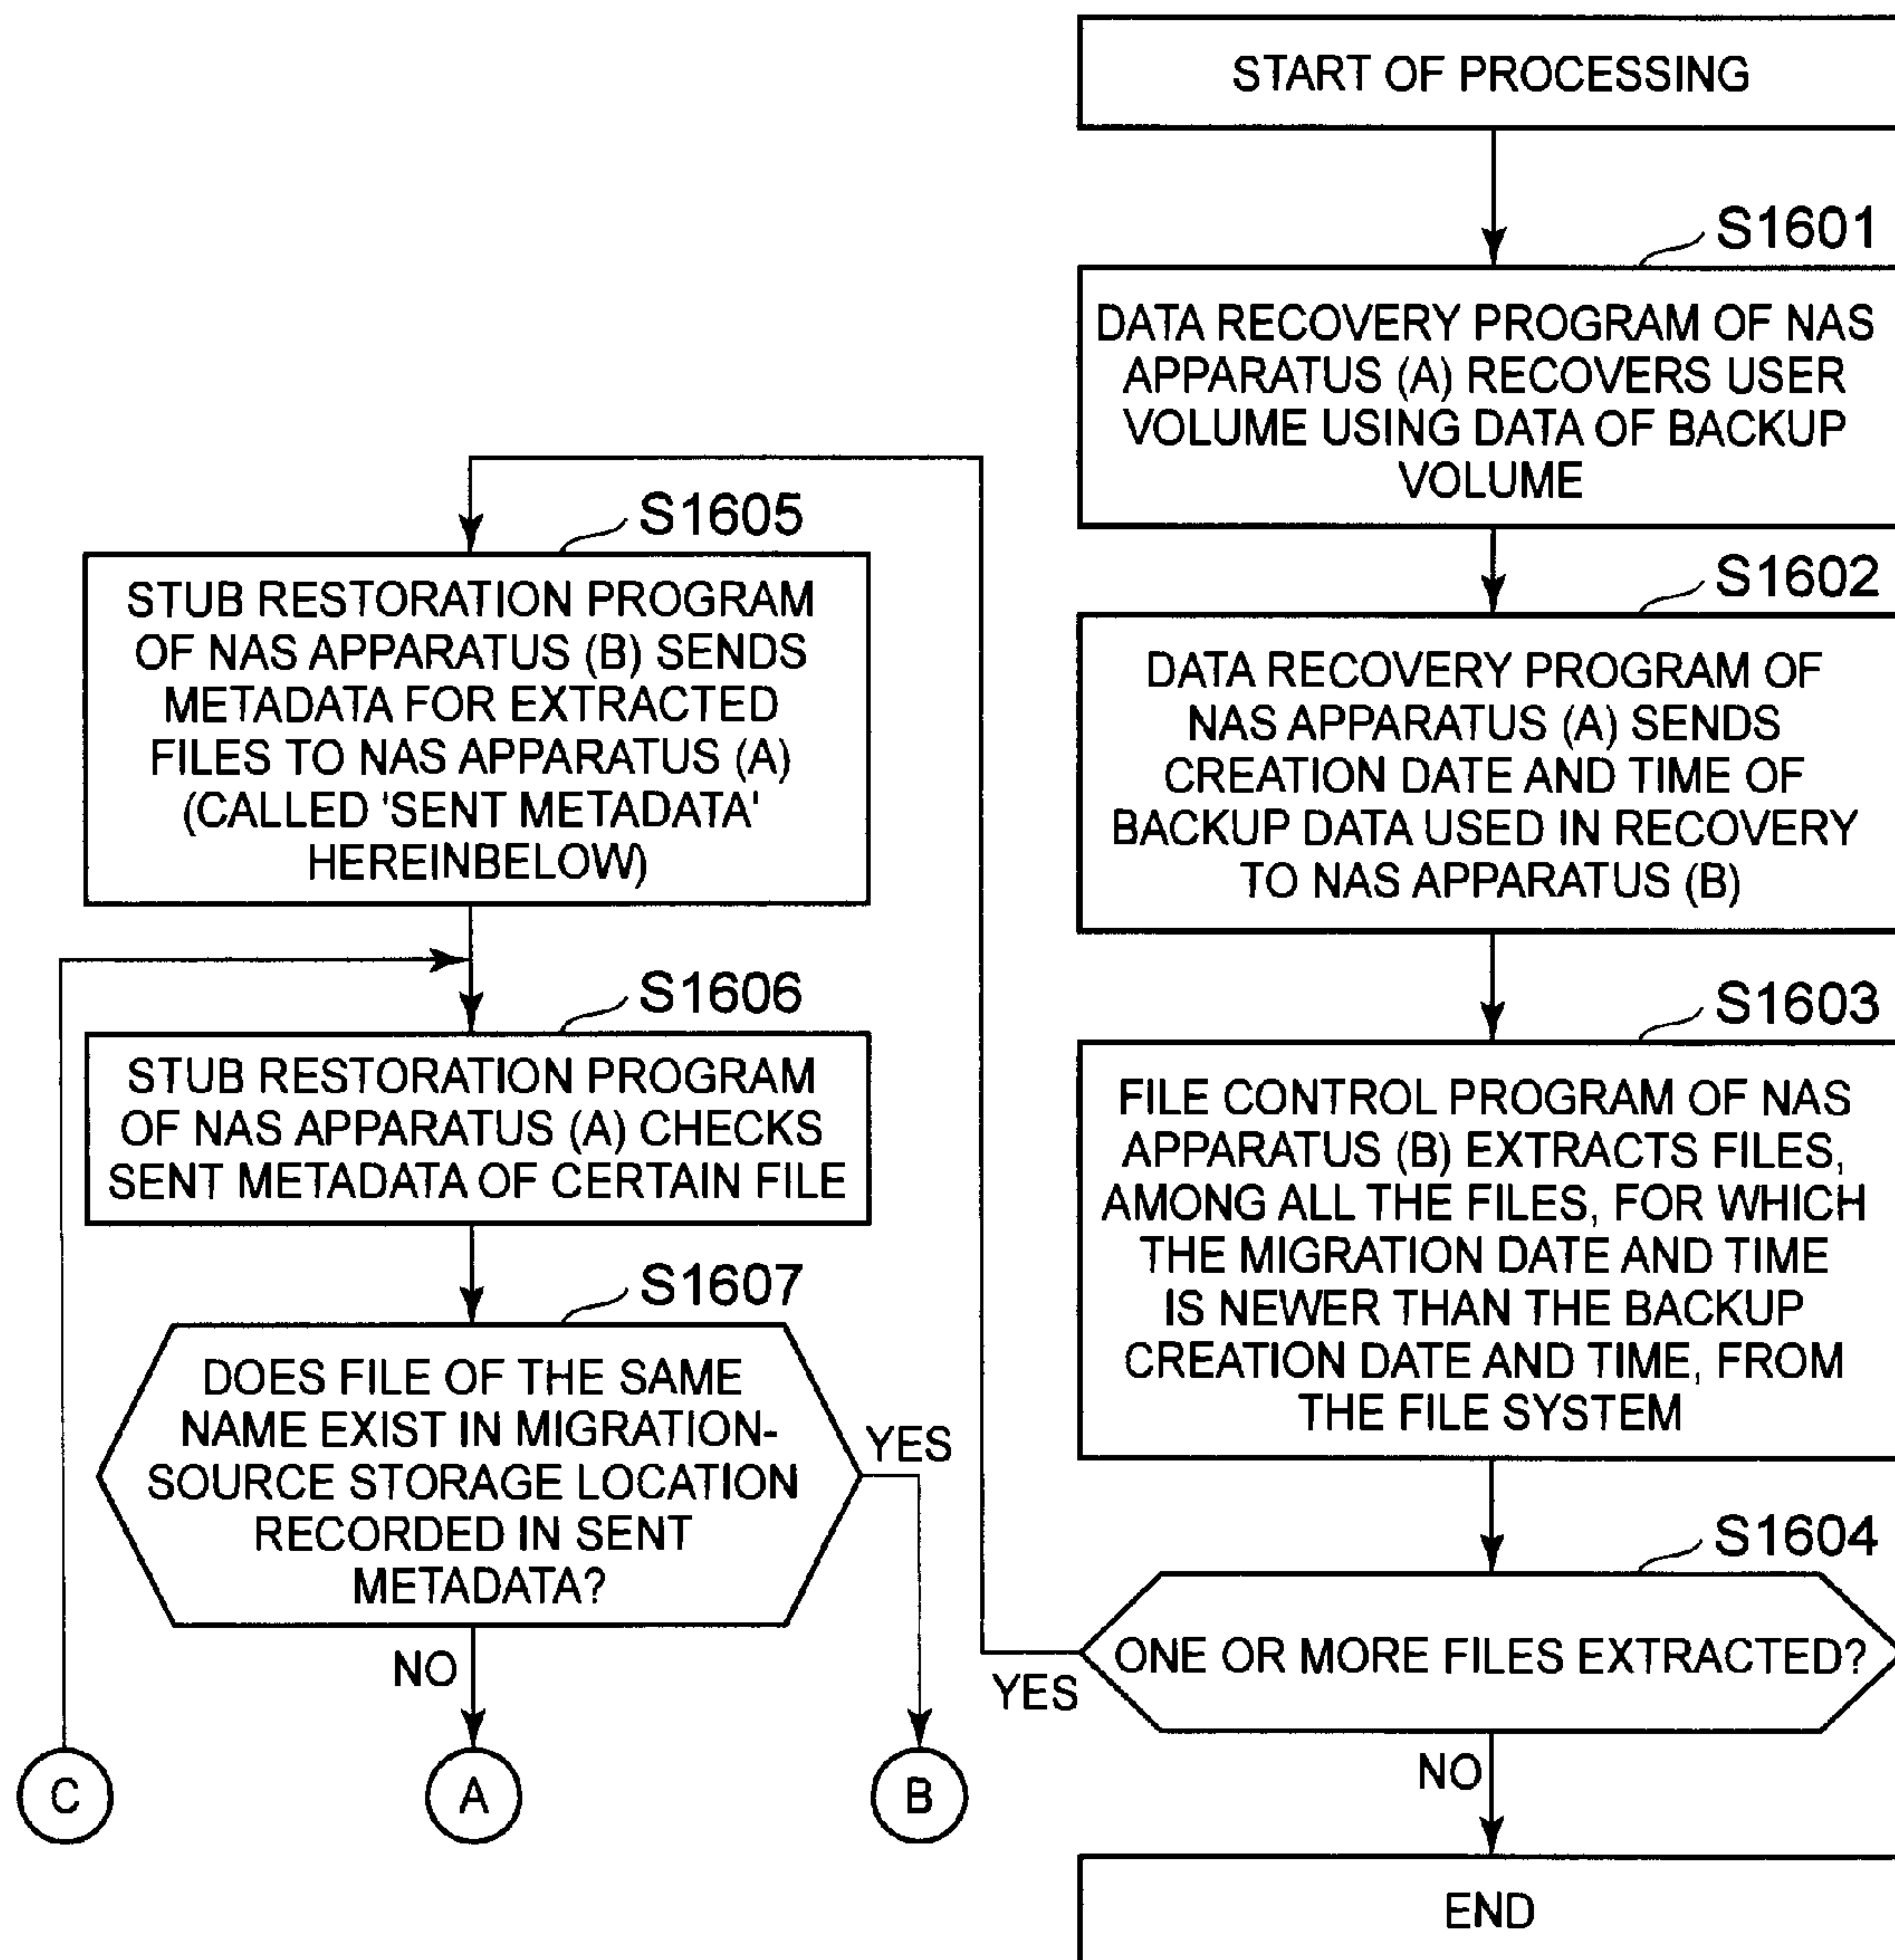 START OF PROCESSING
S1601
DATA RECOVERY PROGRAM OF NAS
APPARATUS (A) RECOVERS USER
VOLUME USING DATA OF BACKUP
VOLUME
S1602
DATA RECOVERY PROGRAM OF
NAS APPARATUS (A) SENDS
CREATION DATE AND TIME OF
BACKUP DATA USED IN RECOVERY
TO NAS APPARATUS (B)
S1603
FILE CONTROL PROGRAM OF NAS
APPARATUS (B) EXTRACTS FILES,
AMONG ALL THE FILES, FOR WHICH
THE MIGRATION DATE AND TIME
IS NEWER THAN THE BACKUP
CREATION DATE AND TIME, FROM
THE FILE SYSTEM
S1604
ONE OR MORE FILES EXTRACTED?
YES
NO
END
S1605
STUB RESTORATION PROGRAM
OF NAS APPARATUS (B) SENDS
METADATA FOR EXTRACTED
FILES TO NAS APPARATUS (A)
(CALLED 'SENT METADATA'
HEREINBELOW)
S1606
STUB RESTORATION PROGRAM
OF NAS APPARATUS (A) CHECKS
SENT METADATA OF CERTAIN FILE
S1607
DOES FILE OF THE SAME
NAME EXIST IN MIGRATION-
SOURCE STORAGE LOCATION
RECORDED IN SENT
METADATA?
YES
NO
C
A
B